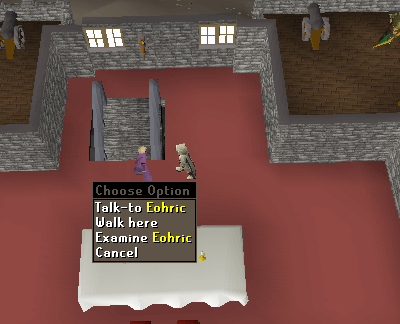 Choose Option
Talk-to Eohric
Walk here
Examine Eohric
Cancel